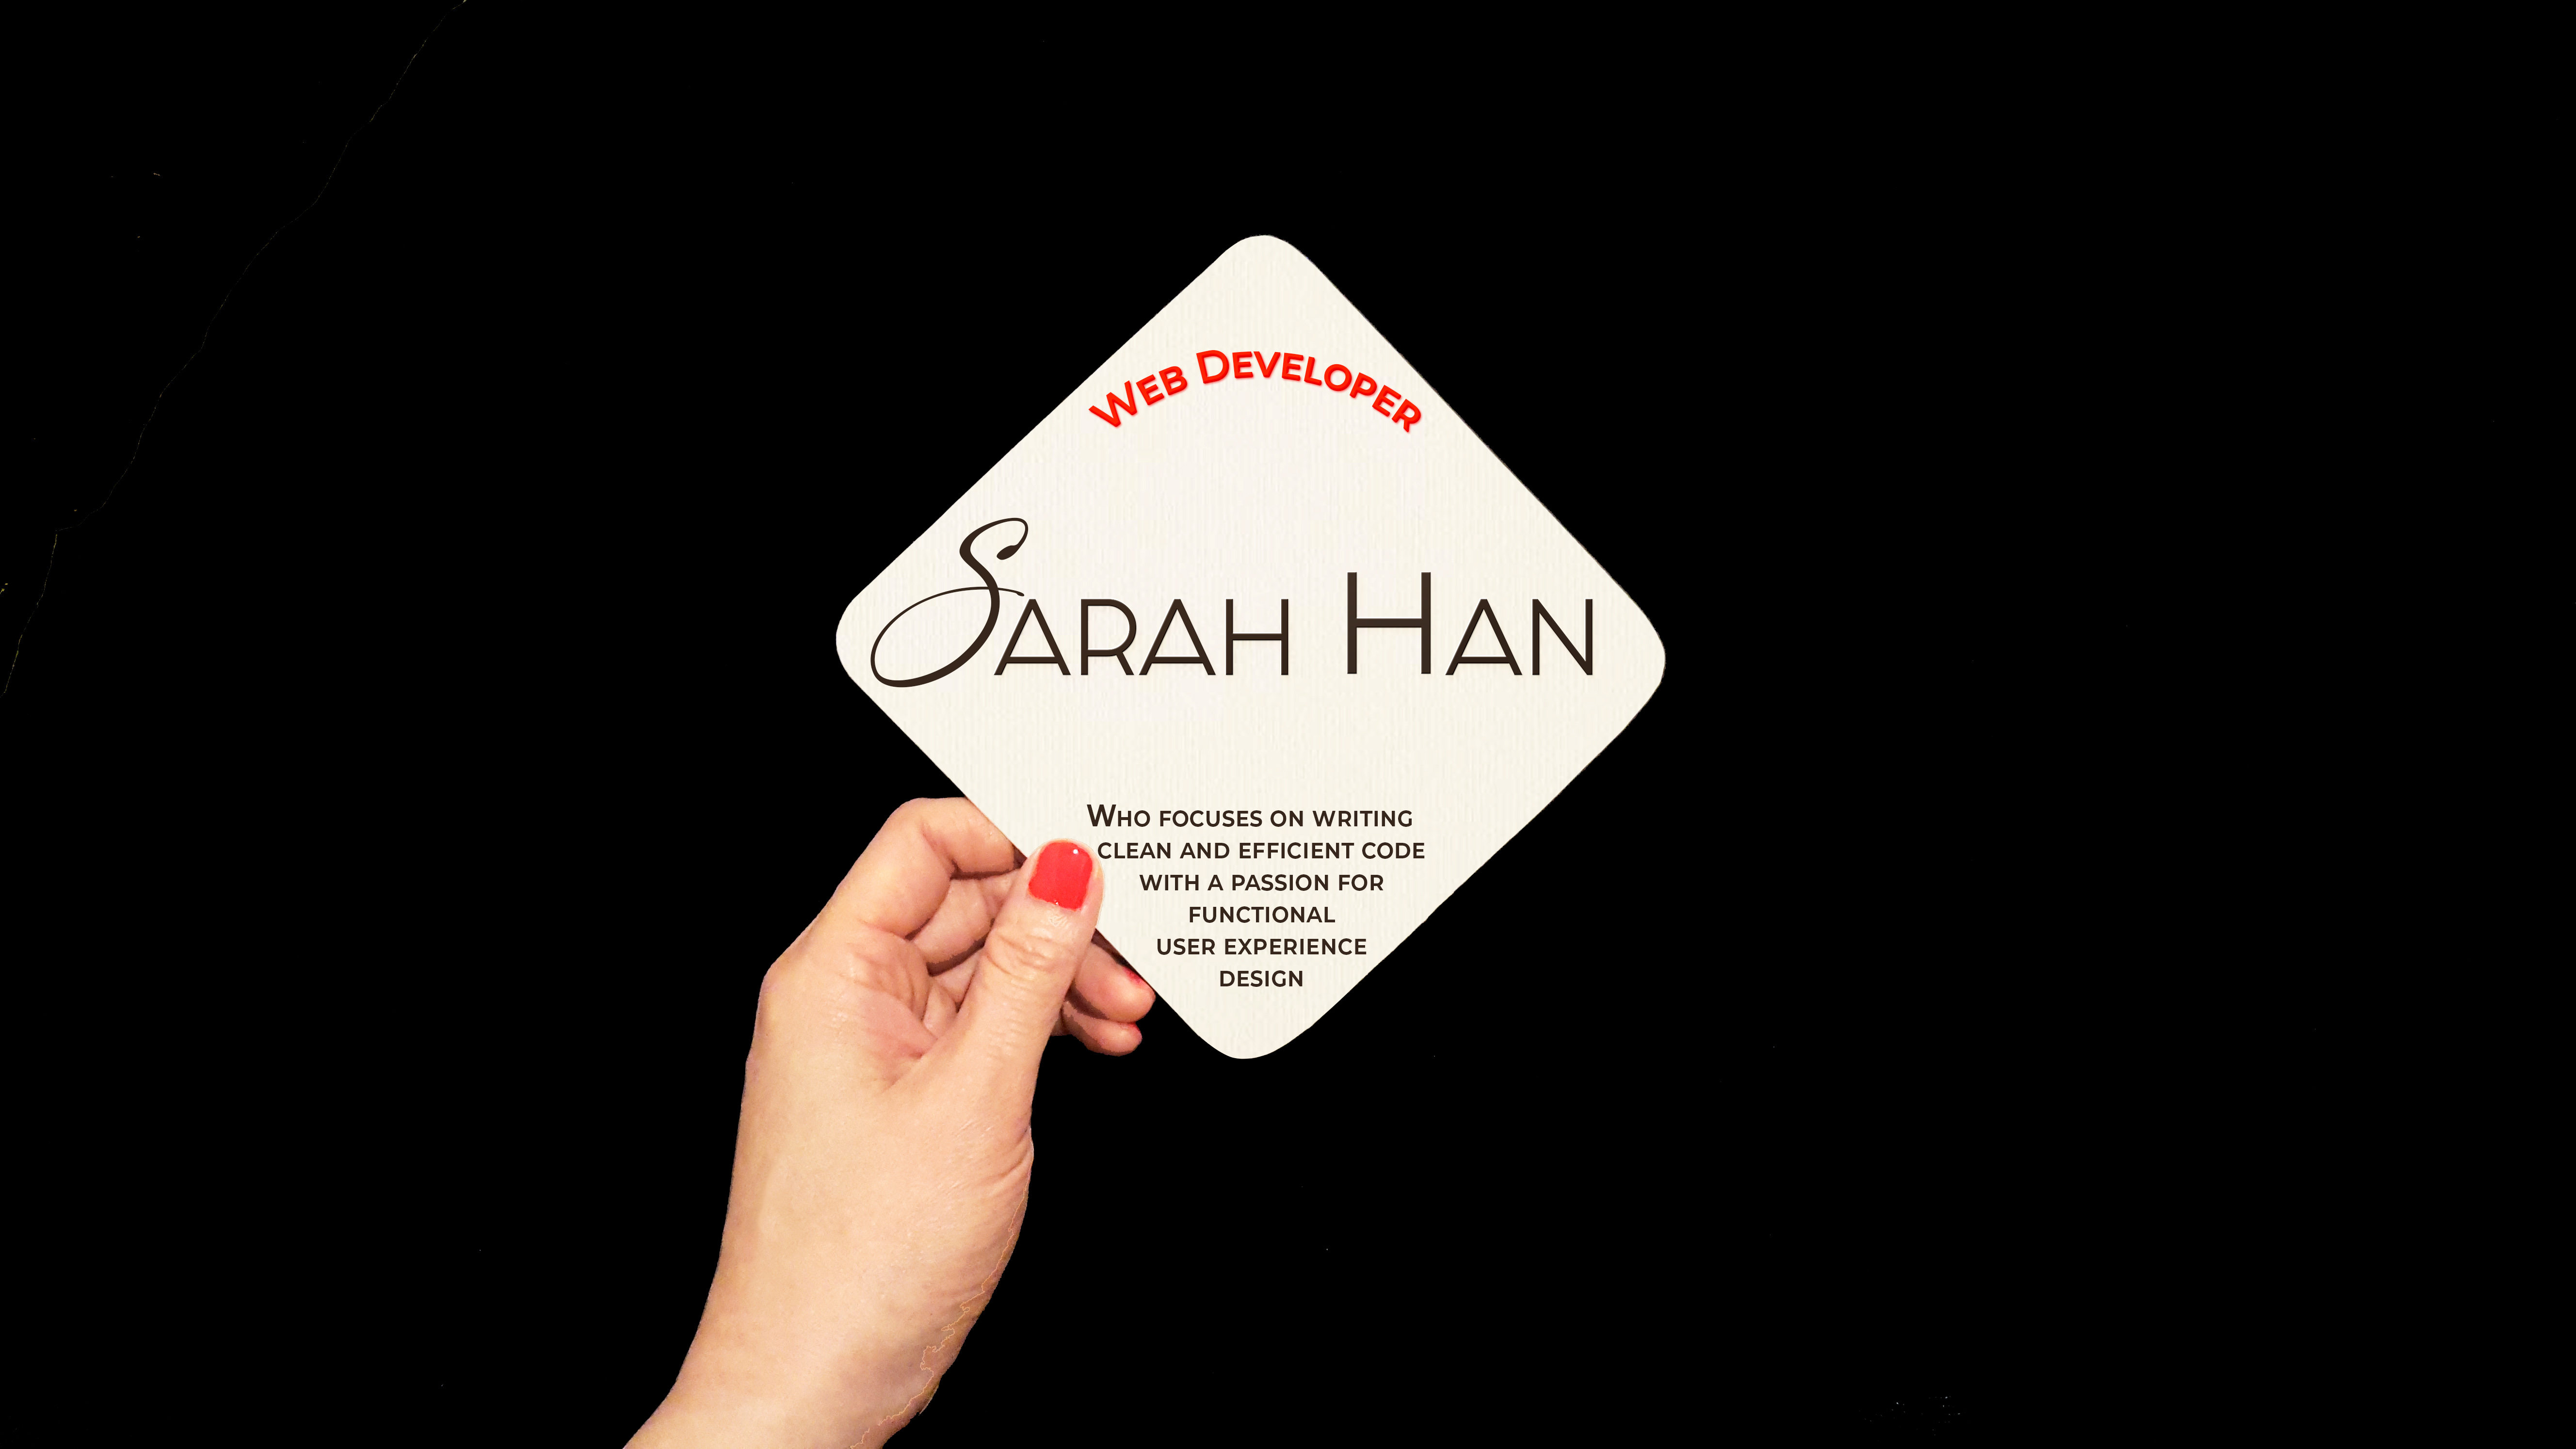 Web Developer
Sarah Han
Who focuses on writing
clean and efficient code
with a passion for
functional
user experience
design